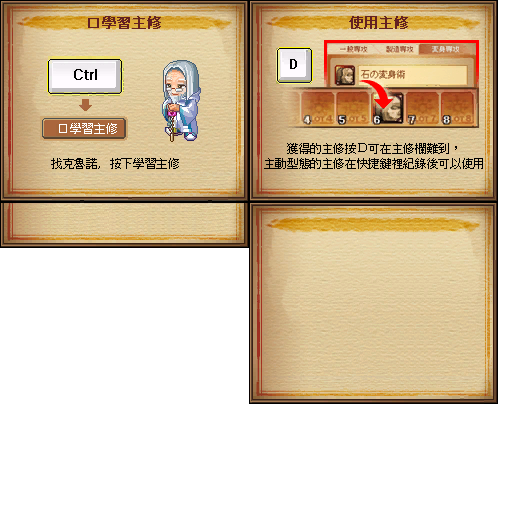 口學習主修
Ctrl
口學習主修
找克魯諾, 按下學習主修
使用主修
D
一般專攻 製造專攻 変身專攻
石の変身術
4 5 6 7 8
獲得的主修按D可在主修欄難到，
主動型態的主修在快捷鍵裡紀錄後可以使用